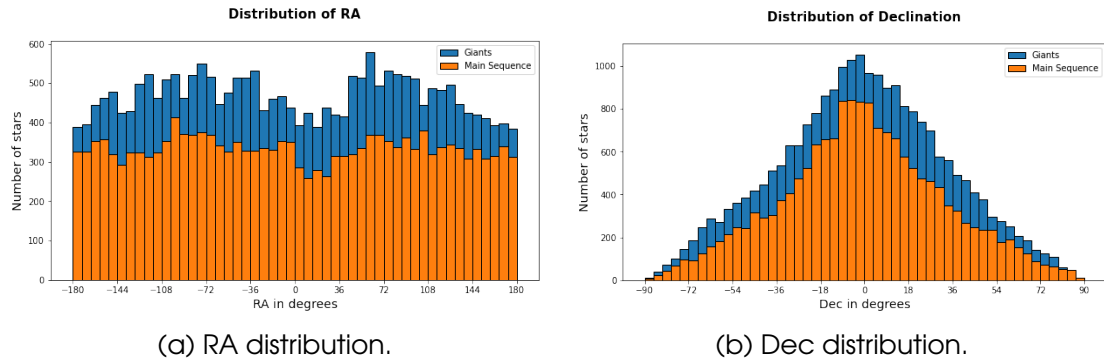 Distribution of RA
Number of stars
600
500
400
300
200
100
0
Giants
Main Sequence
−180 −144 −108 −72 −36 0 36 72 108 144 180
RA in degrees
(a) RA distribution.
Distribution of Declination
Number of stars
1000
800
600
400
200
0
Giants
Main Sequence
−90 −72 −54 −36 −18 0 18 36 54 72 90
Dec in degrees
(b) Dec distribution.